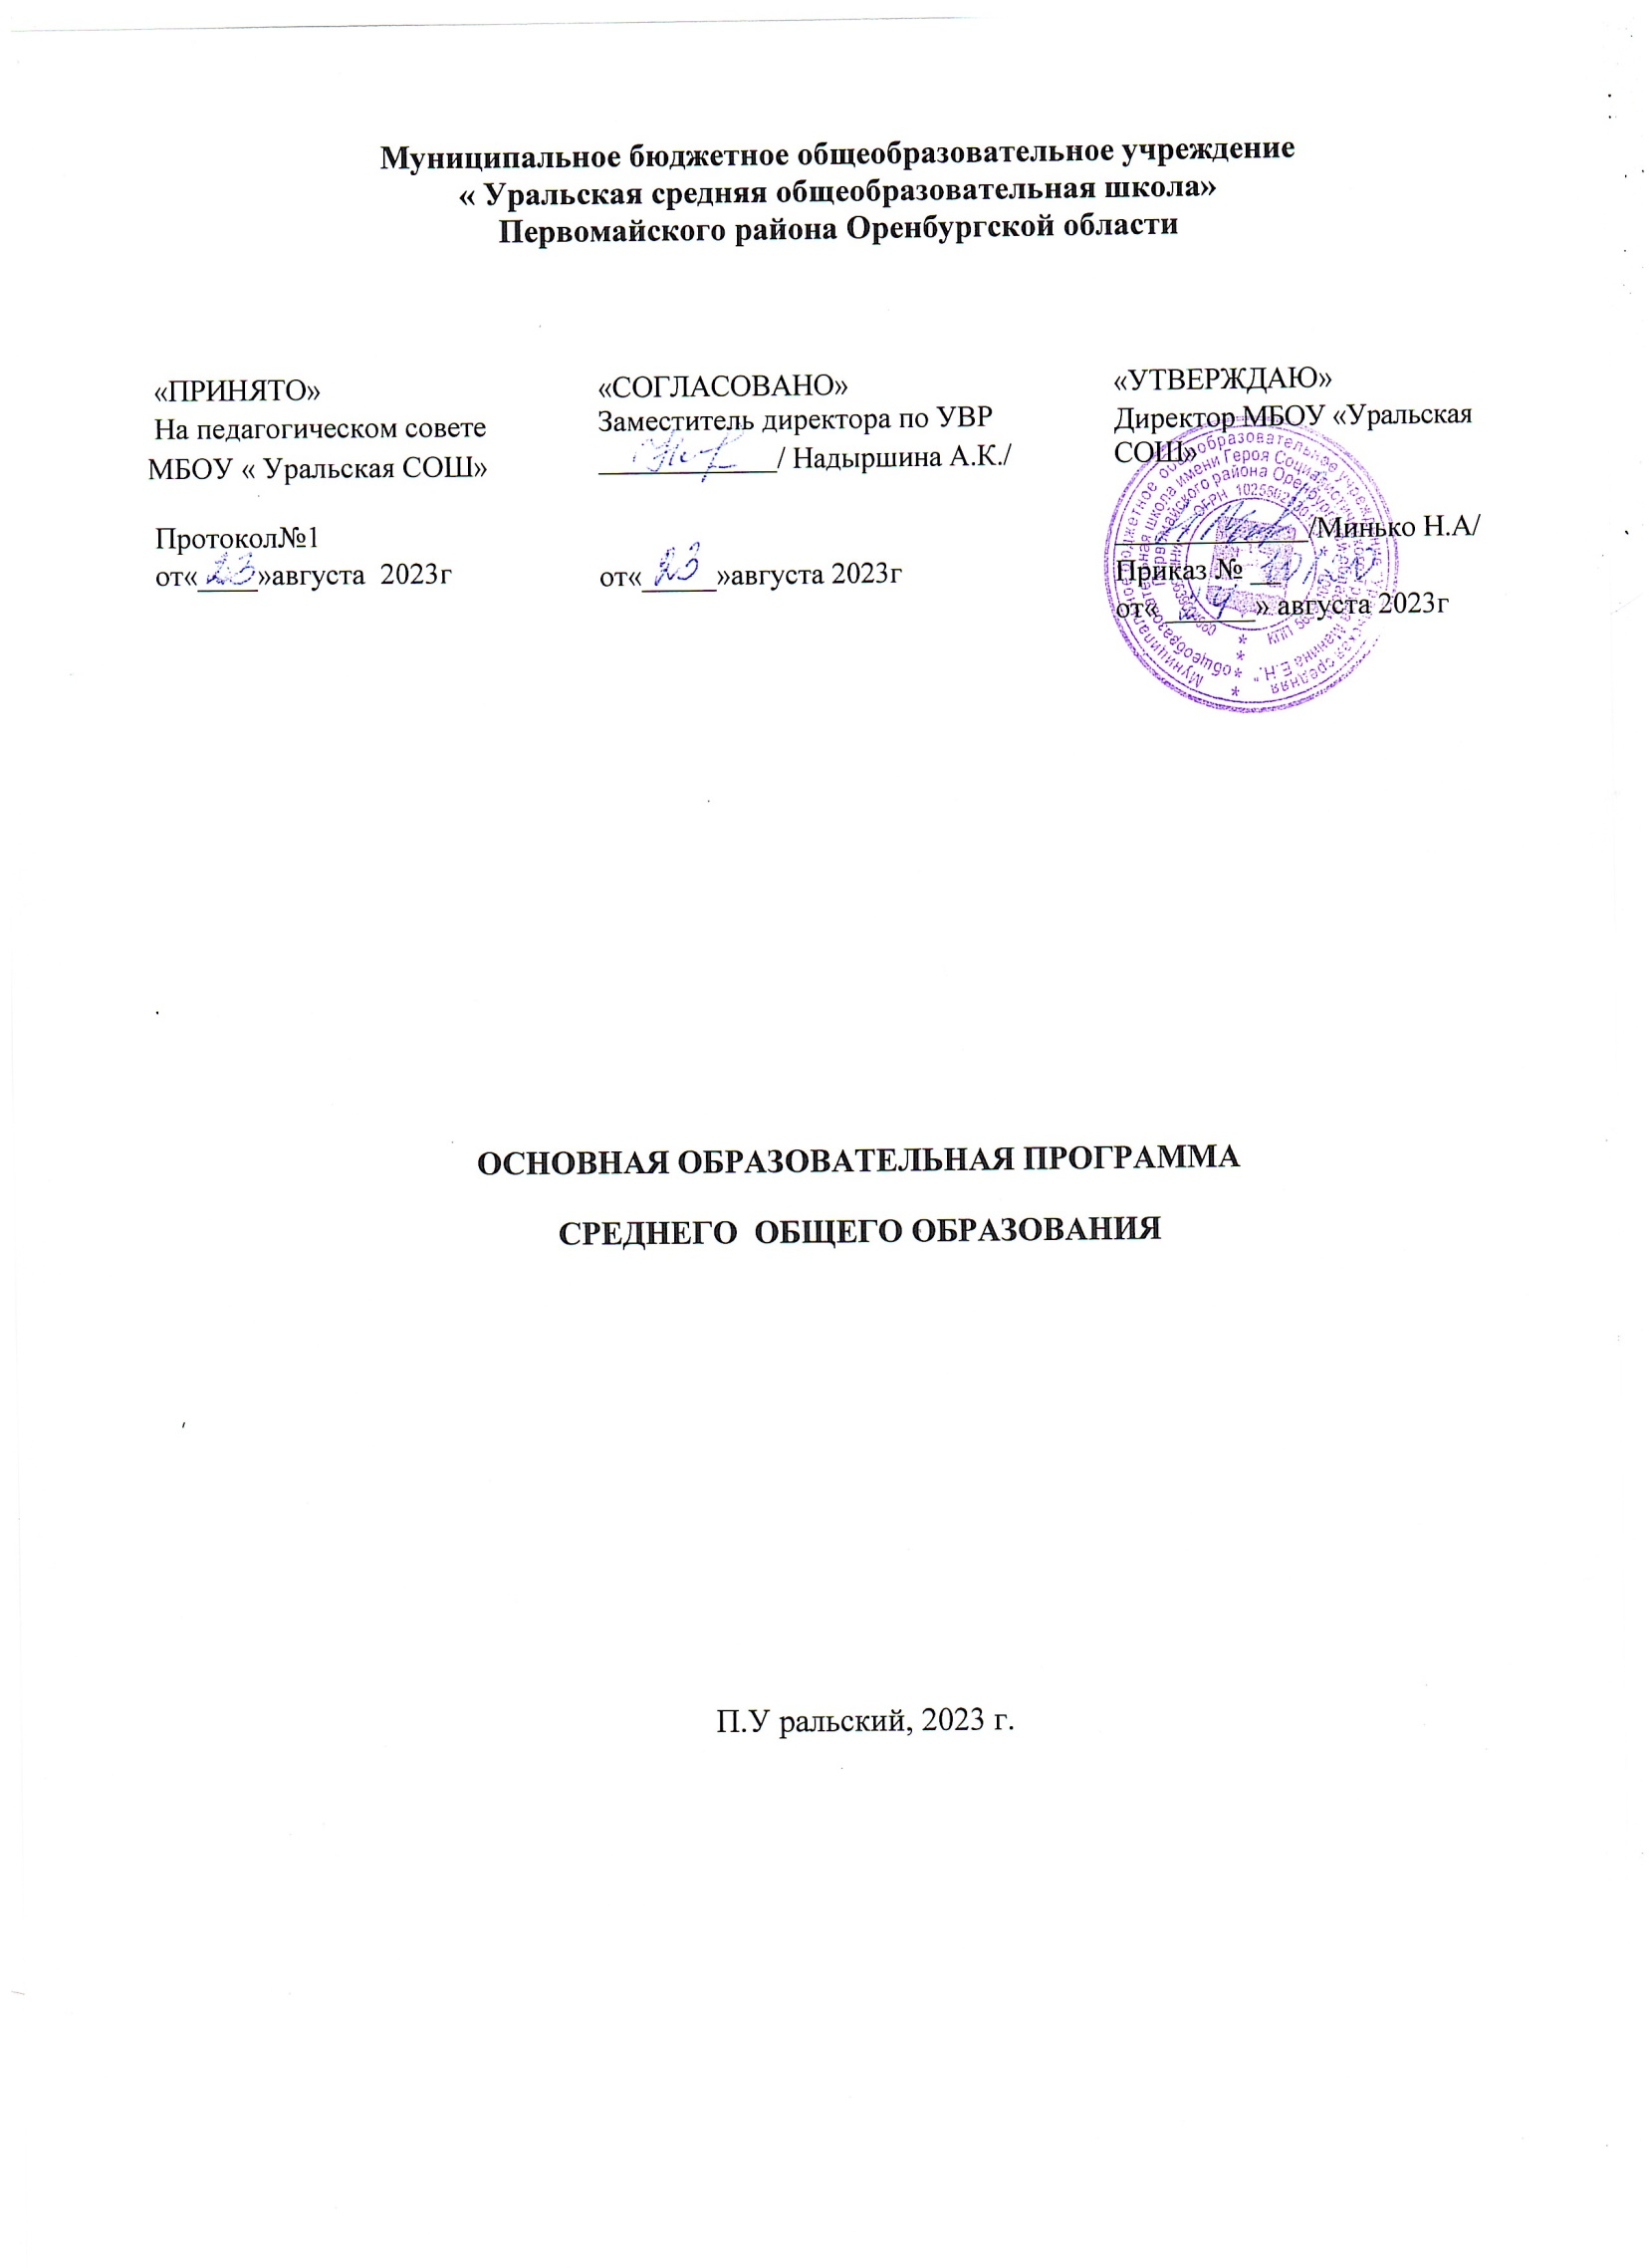 Муниципальное бюджетное общеобразовательное учреждение
« Уральская средняя общеобразовательная школа»
Первомайского района Оренбургской области
«ПРИНЯТО»
На педагогическом совете
МБОУ « Уральская СОШ»
Протокол№1
от«23»августа 2023г
«СОГЛАСОВАНО»
Заместитель директора по УВР
/ Надыршина А.К./
от«23»августа 2023г
«УТВЕРЖДАЮ»
Директор МБОУ «Уральская
СОШ»
/Минько Н.А/
Приказ №
от« » августа 2023г
ОСНОВНАЯ ОБРАЗОВАТЕЛЬНАЯ ПРОГРАММА
СРЕДНЕГО ОБЩЕГО ОБРАЗОВАНИЯ
П.У ральский, 2023 г.